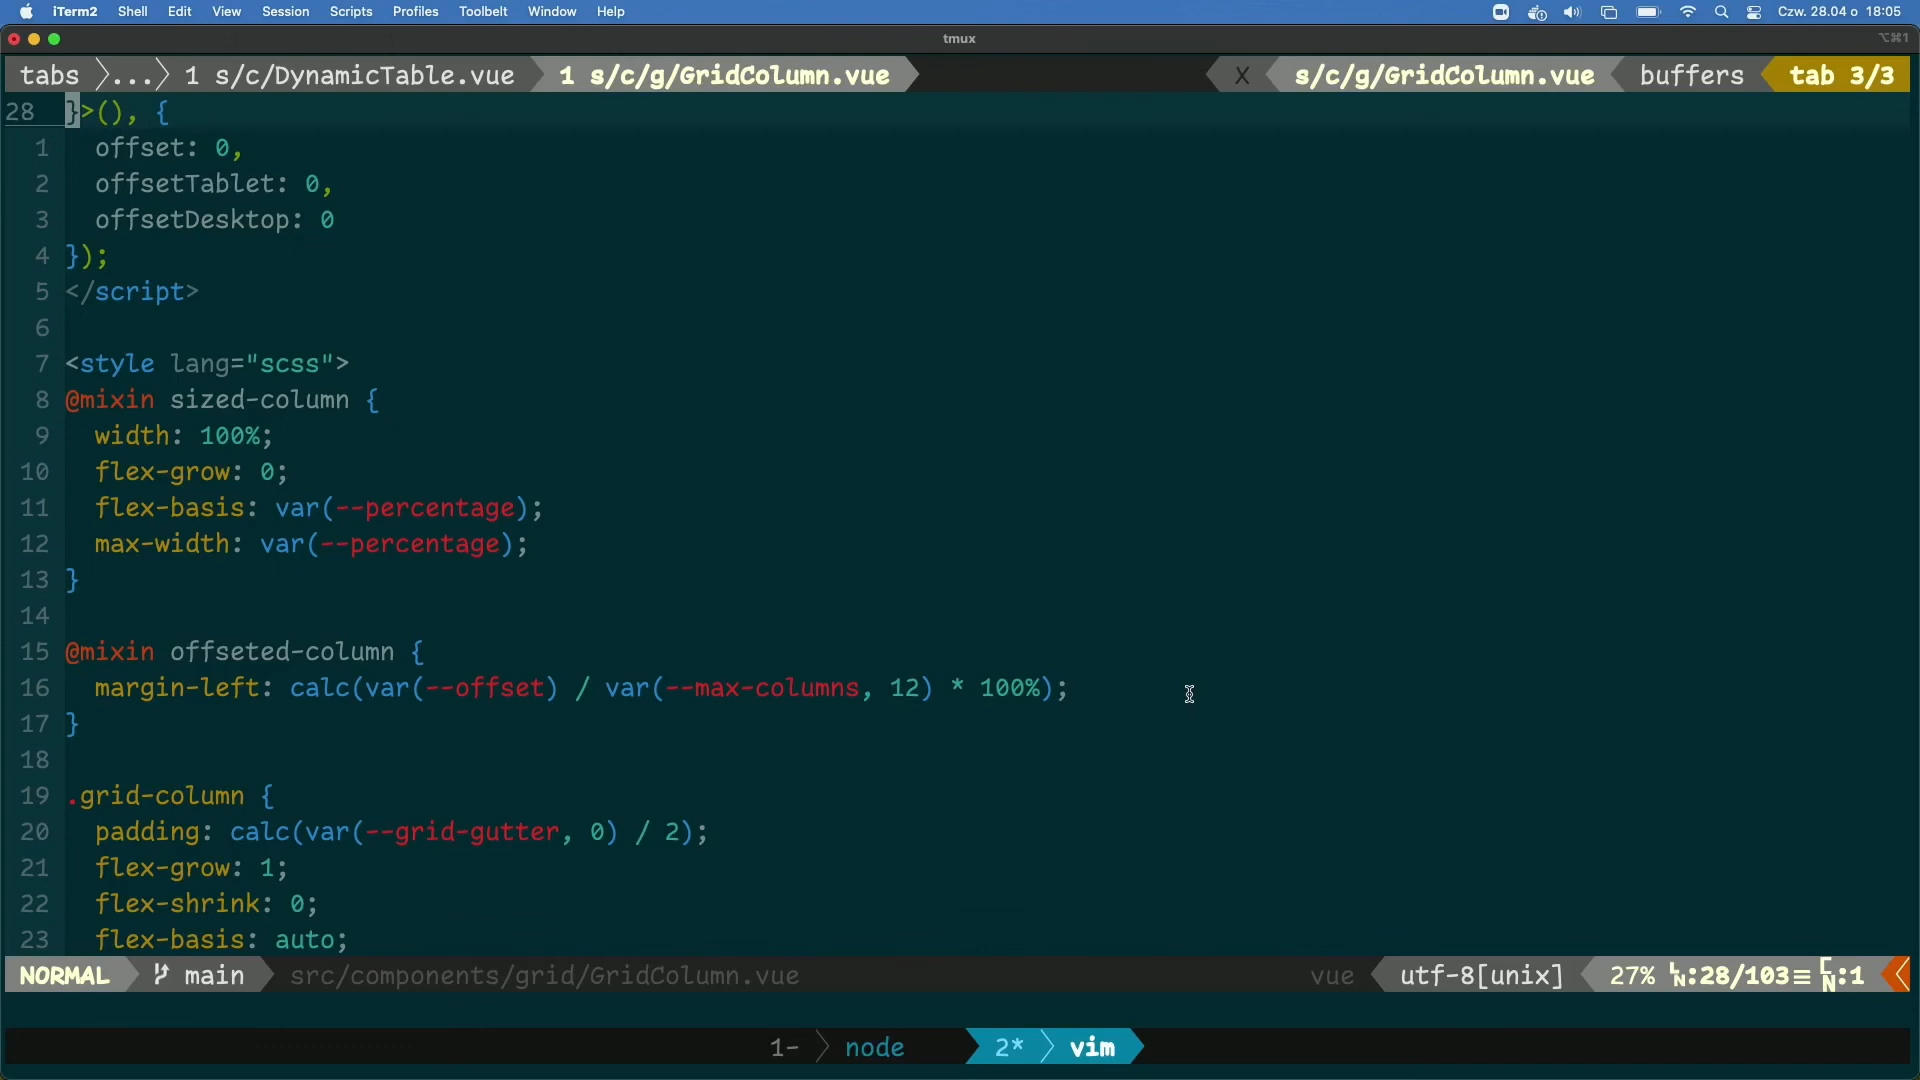 iTerm2 Shell Edit View Session Scripts Profiles Toolbelt Window Help Czw. 28.04 o 18:05
tmux ⌥⌘1
tabs ... 1 s/c/DynamicTable.vue 1 s/c/g/GridColumn.vue X s/c/g/GridColumn.vue buffers tab 3/3
28 }>(), {
1 offset: 0,
2 offsetTablet: 0,
3 offsetDesktop: 0
4 });
5 </script>
6
7 <style lang="scss">
8 @mixin sized-column {
9 width: 100%;
10 flex-grow: 0;
11 flex-basis: var(--percentage);
12 max-width: var(--percentage);
13 }
14
15 @mixin offseted-column {
16 margin-left: calc(var(--offset) / var(--max-columns, 12) * 100%);
17 }
18
19 .grid-column {
20 padding: calc(var(--grid-gutter, 0) / 2);
21 flex-grow: 1;
22 flex-shrink: 0;
23 flex-basis: auto;
NORMAL main src/components/grid/GridColumn.vue vue utf-8[unix] 27% ㏑:28/103≡ ℅:1
1- node 2* vim